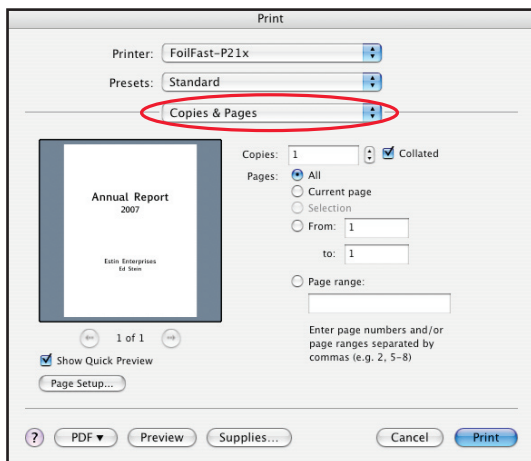 Print
Printer: FoilFast-P21x
Presets: Standard
Copies & Pages
Copies: 1 Collated
Pages: All
Current page
Selection
From: 1
to: 1
Page range:
Enter page numbers and/or
page ranges separated by
commas (e.g. 2, 5-8)
Annual Report
2007
Estin Enterprises
Ed Stein
1 of 1
Show Quick Preview
Page Setup...
? PDF▼ Preview Supplies... Cancel Print